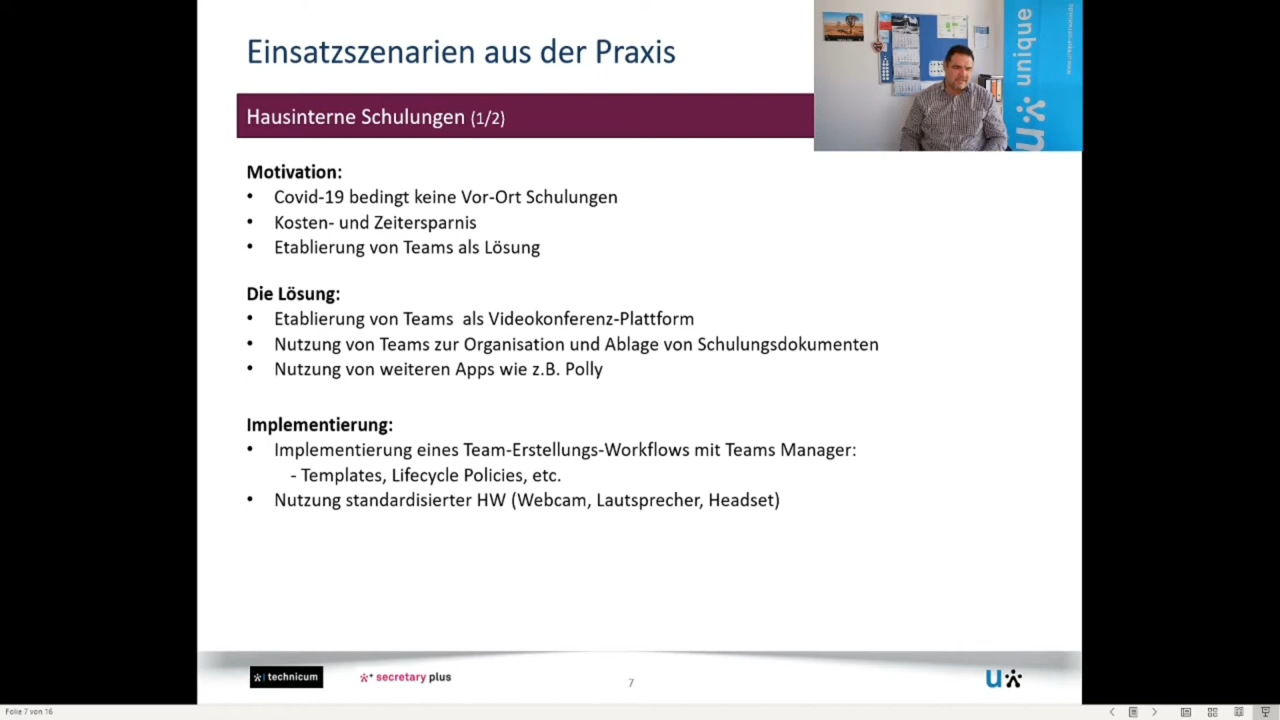 Einsatzszenarien aus der Praxis
Hausinterne Schulungen (1/2)
unique
Motivation:
• Covid-19 bedingt keine Vor-Ort Schulungen
• Kosten- und Zeitersparnis
• Etablierung von Teams als Lösung
Die Lösung:
• Etablierung von Teams als Videokonferenz-Plattform
• Nutzung von Teams zur Organisation und Ablage von Schulungsdokumenten
• Nutzung von weiteren Apps wie z.B. Polly
Implementierung:
• Implementierung eines Team-Erstellungs-Workflows mit Teams Manager:
- Templates, Lifecycle Policies, etc.
• Nutzung standardisierter HW (Webcam, Lautsprecher, Headset)
technicum
secretary plus
7
u
Folie 7 von 16